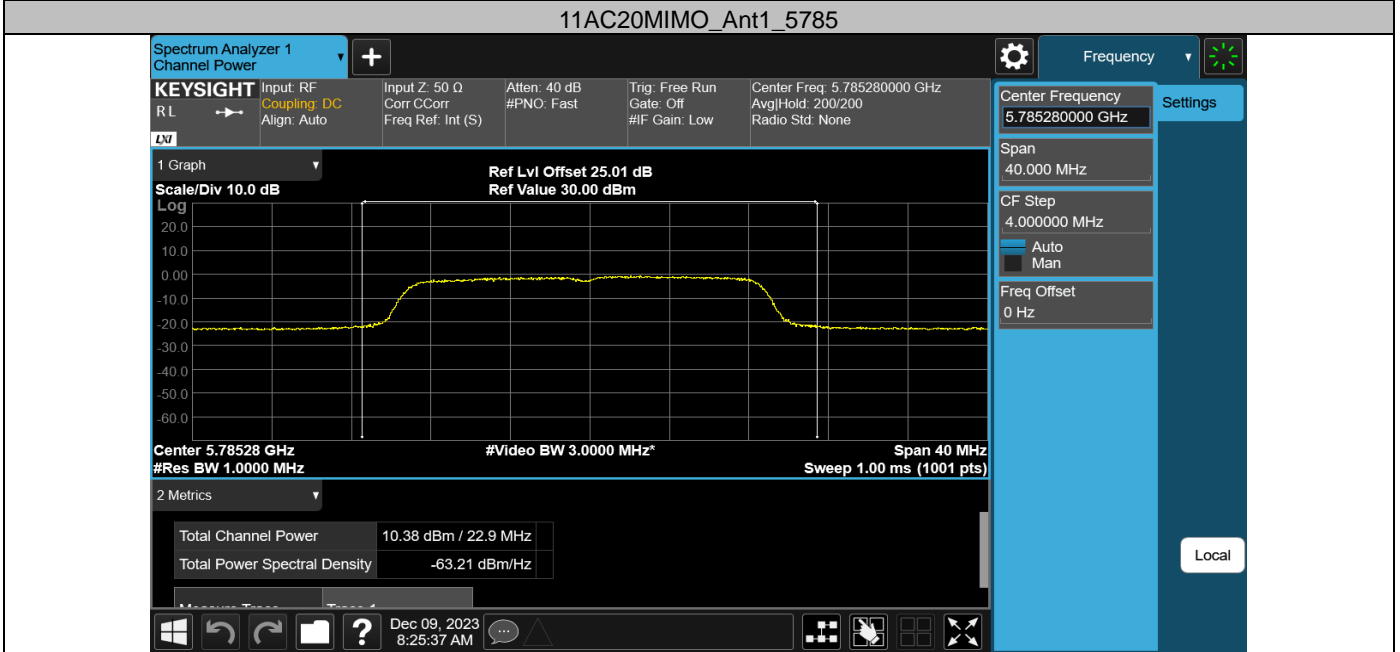 11AC20MIMO_Ant1_5785
Spectrum Analyzer 1
Channel Power
Frequency
KEYSIGHT
RL
LXI
Input: RF
Coupling: DC
Align: Auto
Input Z: 50 Ω
Corr CCorr
Freq Ref: Int (S)
Atten: 40 dB
#PNO: Fast
Trig: Free Run
Gate: Off
#IF Gain: Low
Center Freq: 5.785280000 GHz
Avg|Hold: 200/200
Radio Std: None
Center Frequency
5.785280000 GHz
Settings
Span
40.000 MHz
CF Step
4.000000 MHz
Auto
Man
Freq Offset
0 Hz
Local
1 Graph
Scale/Div 10.0 dB
Ref Lvl Offset 25.01 dB
Ref Value 30.00 dBm
Log
20.0
10.0
0.00
-10.0
-20.0
-30.0
-40.0
-50.0
-60.0
Center 5.78528 GHz
#Video BW 3.0000 MHz*
Span 40 MHz
#Res BW 1.0000 MHz
Sweep 1.00 ms (1001 pts)
2 Metrics
Total Channel Power 10.38 dBm / 22.9 MHz
Total Power Spectral Density -63.21 dBm/Hz
?
Dec 09, 2023
8:25:37 AM